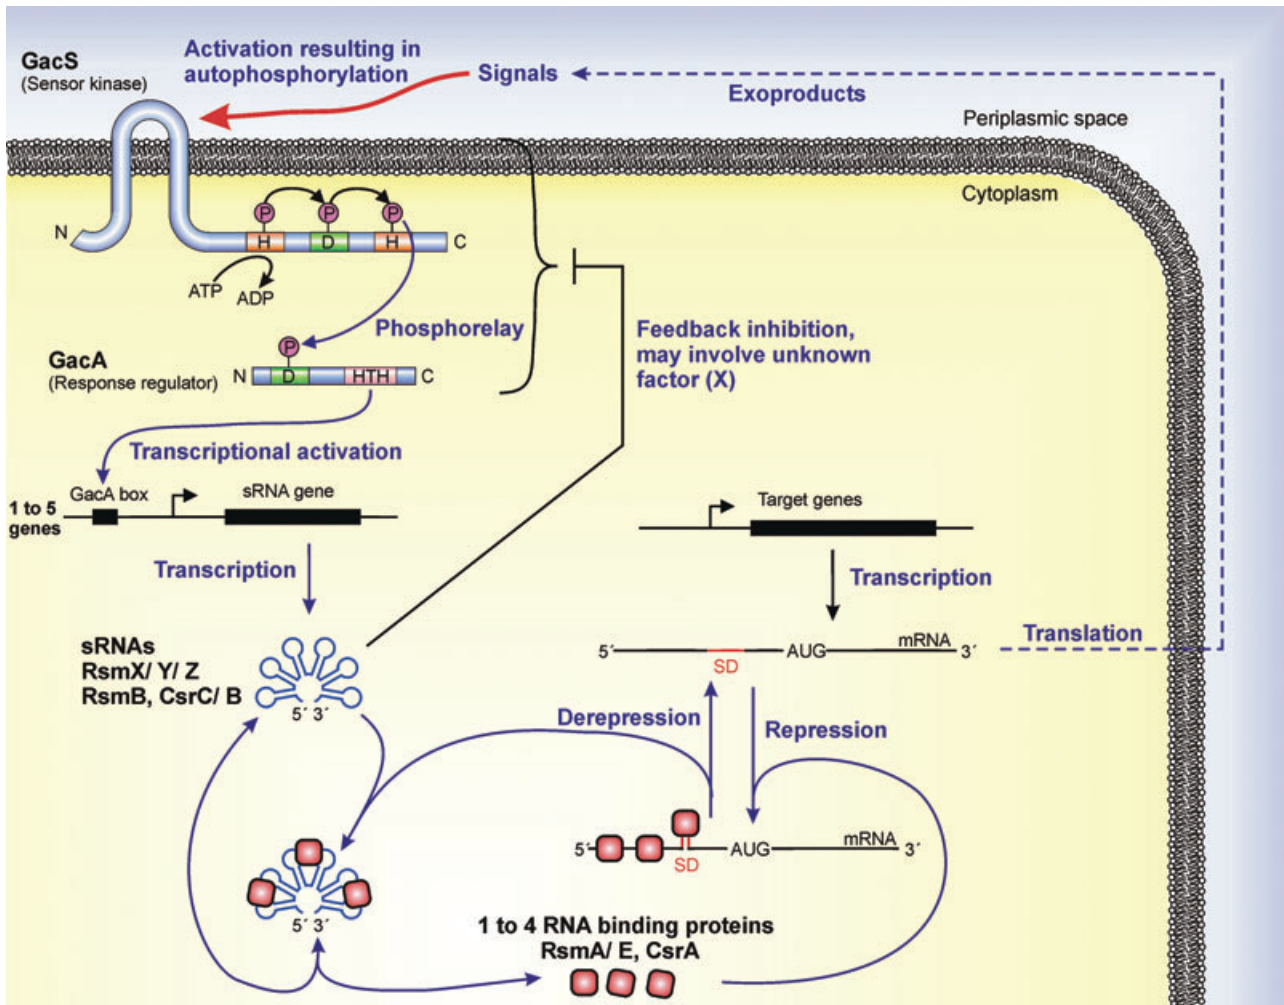 GacS
(Sensor kinase)
Activation resulting in
autophosphorylation
Signals
Exoproducts
Periplasmic space
Cytoplasm
P P P
N H D H C
ATP ADP
Phosphorelay
P
GacA
(Response regulator)
N D HTH C
Feedback inhibition,
may involve unknown
factor (X)
Transcriptional activation
GacA box
sRNA gene
1 to 5
genes
Target genes
Transcription
Transcription
sRNAs
RsmX/ Y/ Z
RsmB, CsrC/ B
5´ 3´
5´ SD AUG mRNA 3´
Translation
Derepression
Repression
5´ SD AUG mRNA 3´
5´ 3´
1 to 4 RNA binding proteins
RsmA/ E, CsrA